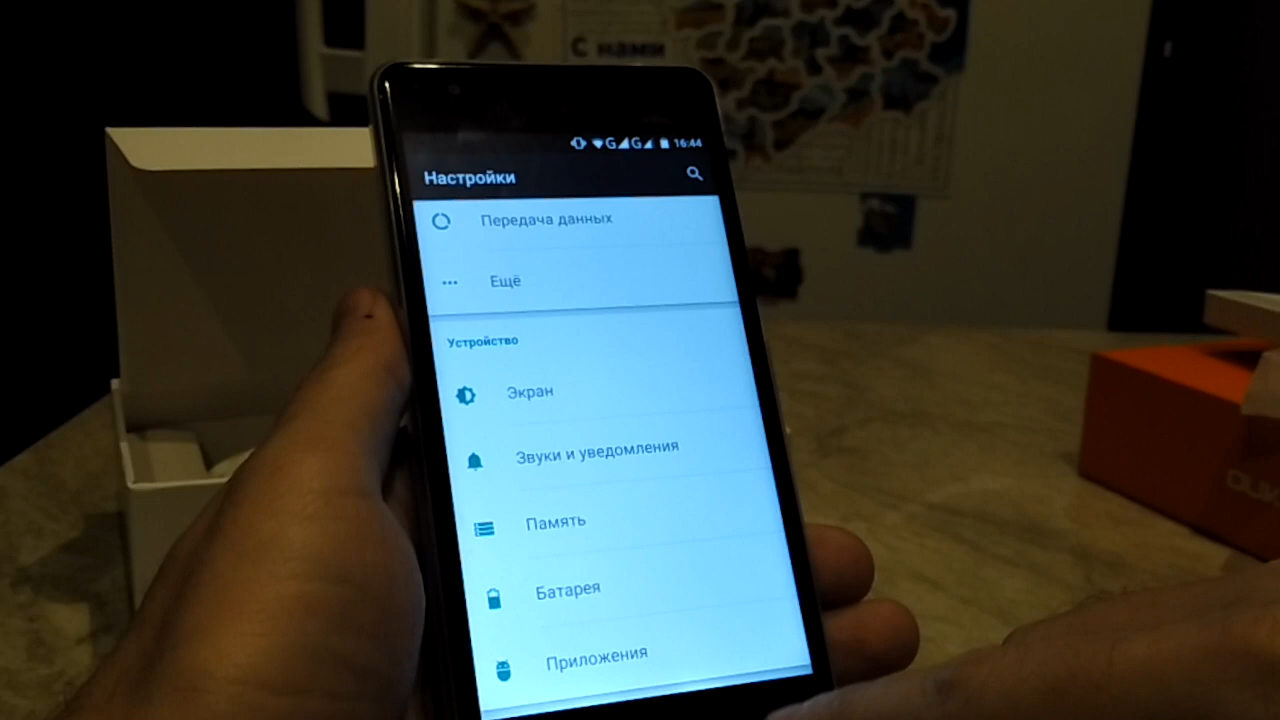 С нами
G G 16:44
Настройки
Передача данных
Ещё
Устройство
Экран
Звуки и уведомления
Память
Батарея
Приложения